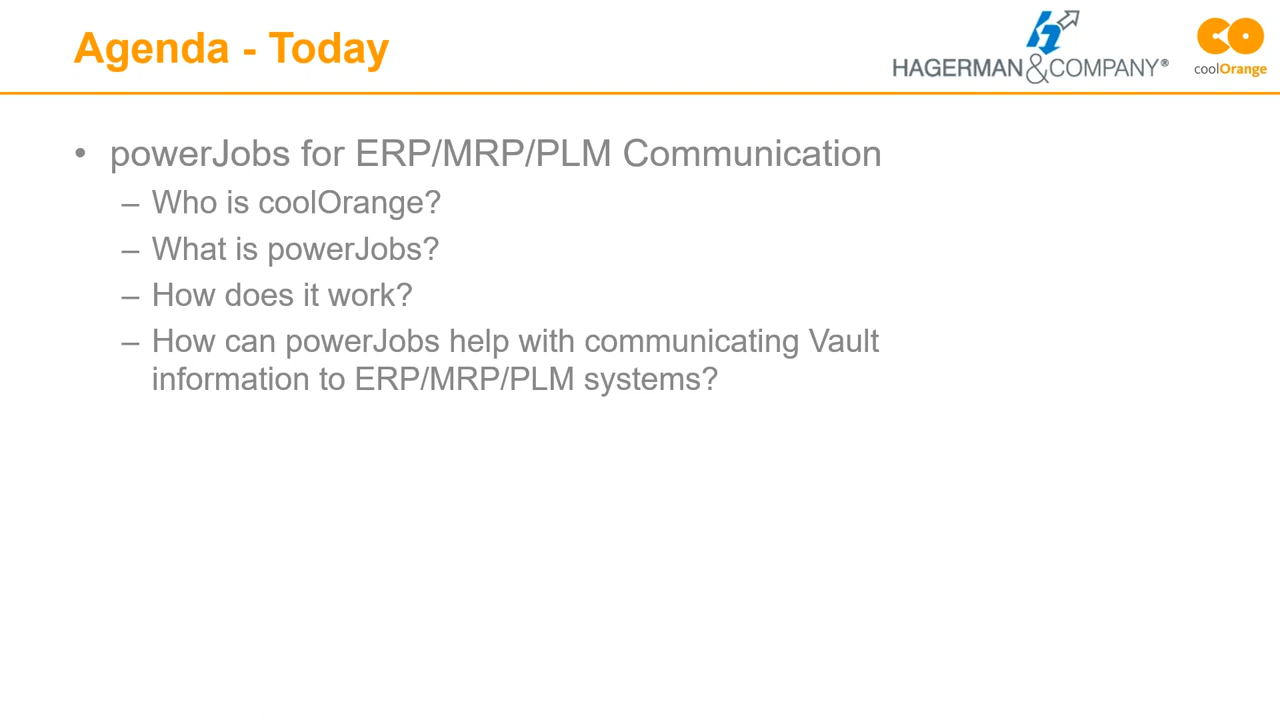 Agenda - Today
HAGERMAN&COMPANY®
coolOrange
• powerJobs for ERP/MRP/PLM Communication
– Who is coolOrange?
– What is powerJobs?
– How does it work?
– How can powerJobs help with communicating Vault
information to ERP/MRP/PLM systems?